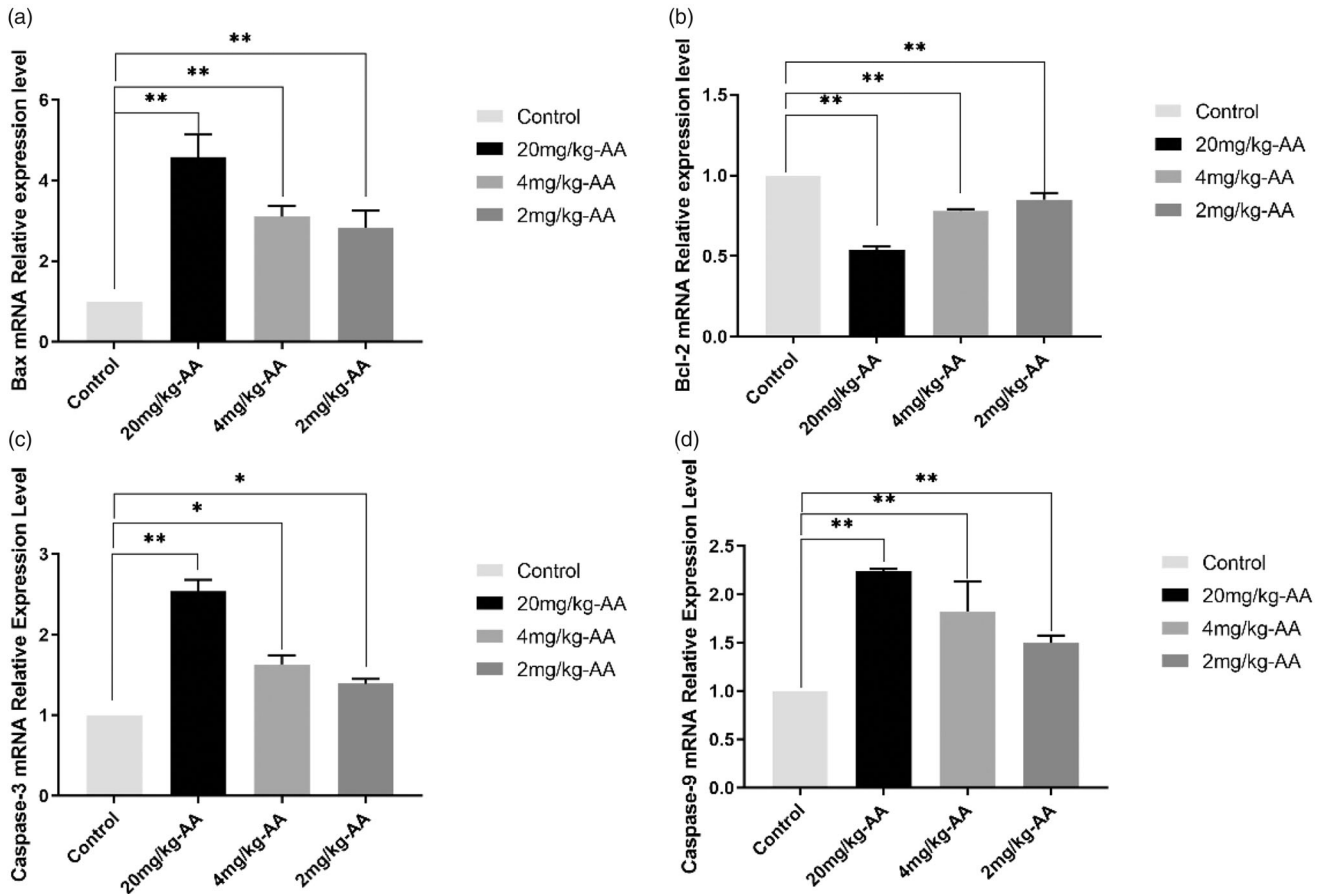 (a)
Bax mRNA Relative expression level
**
**
**
6
4
2
0
Control
20mg/kg-AA
4mg/kg-AA
2mg/kg-AA
Control
20mg/kg-AA
4mg/kg-AA
2mg/kg-AA
(b)
Bcl-2 mRNA Relative expression level
**
**
**
1.5
1.0
0.5
0.0
Control
20mg/kg-AA
4mg/kg-AA
2mg/kg-AA
Control
20mg/kg-AA
4mg/kg-AA
2mg/kg-AA
(c)
Caspase-3 mRNA Relative Expression Level
*
*
**
3
2
1
0
Control
20mg/kg-AA
4mg/kg-AA
2mg/kg-AA
Control
20mg/kg-AA
4mg/kg-AA
2mg/kg-AA
(d)
Caspase-9 mRNA Relative Expression Level
**
**
**
2.5
2.0
1.5
1.0
0.5
0.0
Control
20mg/kg-AA
4mg/kg-AA
2mg/kg-AA
Control
20mg/kg-AA
4mg/kg-AA
2mg/kg-AA